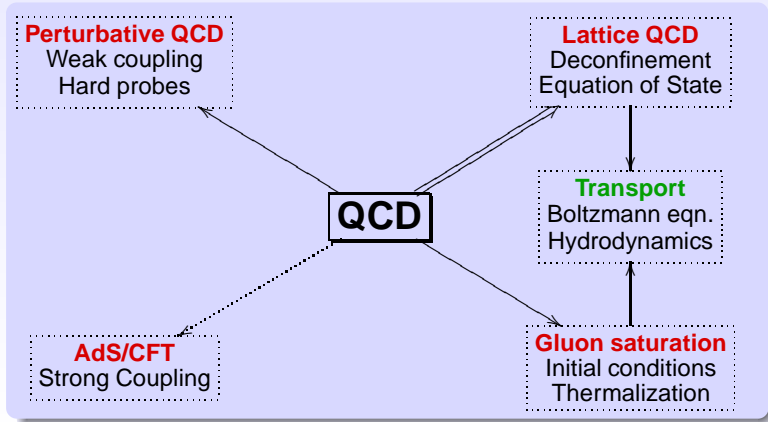 Perturbative QCD
Weak coupling
Hard probes
Lattice QCD
Deconfinement
Equation of State
Transport
Boltzmann eqn.
Hydrodynamics
QCD
AdS/CFT
Strong Coupling
Gluon saturation
Initial conditions
Thermalization